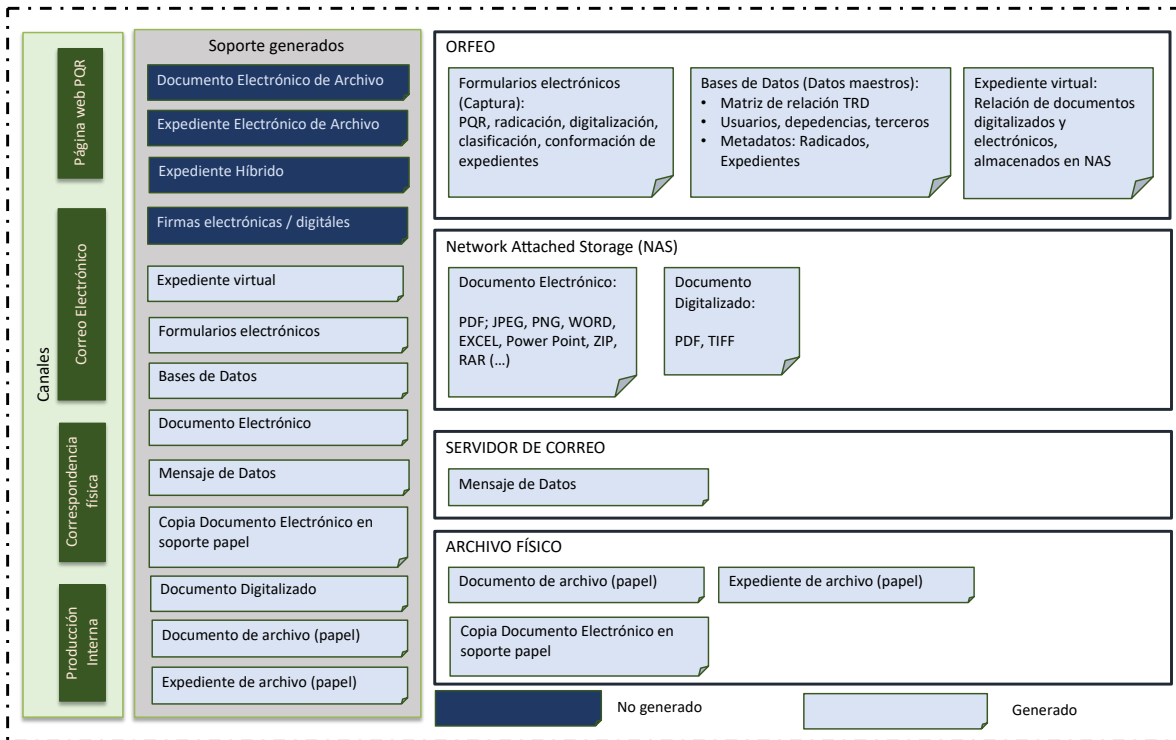 Canales
Página web PQR
Correo Electrónico
Correspondencia
física
Producción
Interna
Soporte generados
Documento Electrónico de Archivo
Expediente Electrónico de Archivo
Expediente Híbrido
Firmas electrónicas / digitáles
Expediente virtual
Formularios electrónicos
Bases de Datos
Documento Electrónico
Mensaje de Datos
Copia Documento Electrónico en
soporte papel
Documento Digitalizado
Documento de archivo (papel)
Expediente de archivo (papel)
ORFEO
Formularios electrónicos
(Captura):
PQR, radicación, digitalización,
clasificación, conformación de
expedientes
Bases de Datos (Datos maestros):
• Matriz de relación TRD
• Usuarios, depedencias, terceros
• Metadatos: Radicados,
Expedientes
Expediente virtual:
Relación de documentos
digitalizados y
electrónicos,
almacenados en NAS
Network Attached Storage (NAS)
Documento Electrónico:
PDF; JPEG, PNG, WORD,
EXCEL, Power Point, ZIP,
RAR (…)
Documento
Digitalizado:
PDF, TIFF
SERVIDOR DE CORREO
Mensaje de Datos
ARCHIVO FÍSICO
Documento de archivo (papel)
Expediente de archivo (papel)
Copia Documento Electrónico en
soporte papel
No generado
Generado